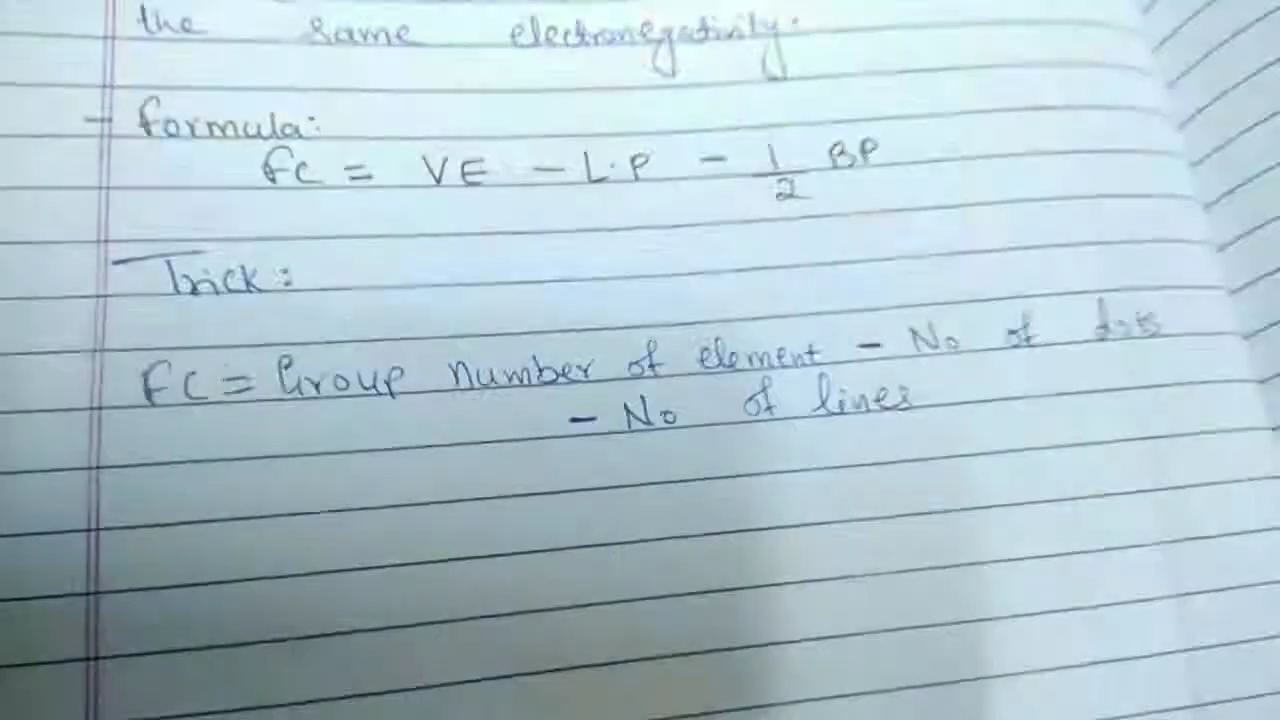 the same electronegativity.
- formula:
FC = VE - L.P - 1/2 BP
Trick:
FC = Group number of element - No of dots
- No of lines